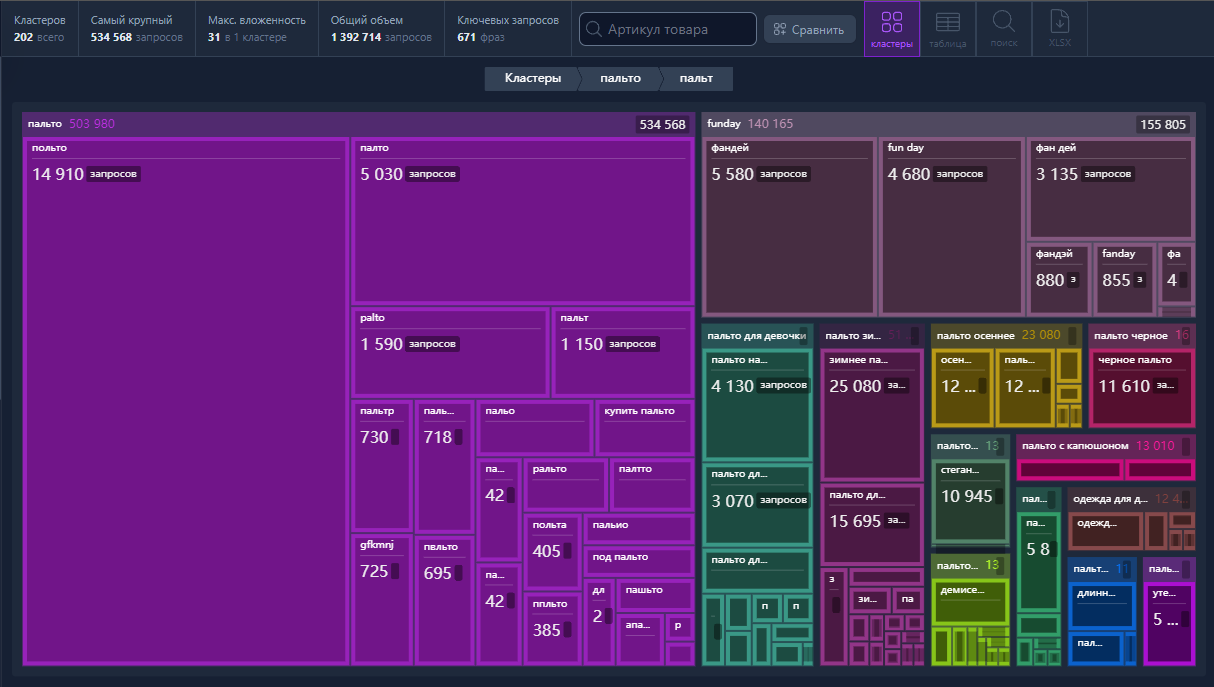 Кластеров
202 всего
Самый крупный
534 568 запросов
Макс. вложенность
31 в 1 кластере
Общий объем
1 392 714 запросов
Ключевых запросов
671 фраз
Артикул товара
Сравнить
кластеры
таблица
поиск
XLSX
Кластеры
пальто
пальт
пальто 503 980
534 568
польто
14 910 запросов
палто
5 030 запросов
palto
1 590 запросов
пальт
1 150 запросов
пальтр
730
паль...
718
пальо
купить пальто
па...
42
ральто
палтто
gfkmnj
725
пвльто
695
польта
405
пальио
под пальто
па...
42
ппльто
385
дл
2
пашьто
апа...
р
funday 140 165
155 805
фандей
5 580 запросов
fun day
4 680 запросов
фан дей
3 135 запросов
фандэй
880 з
fanday
855 з
фа
4
пальто для девочки
пальто на...
4 130 запросов
пальто дл...
3 070 запросов
пальто дл...
п
п
пальто зи...
зимнее па...
25 080 за...
пальто дл...
15 695 за...
з
зи...
па
пальто осеннее 23 080
осен...
12 ...
паль...
12 ...
пальто черное 16
черное пальто
11 610 за...
пальто... 13
стеган...
10 945
пальто с капюшоном 13 010
пальто... 13
демисе...
пал...
па...
5 8
одежда для д... 12 4...
одежд...
пальт... 11
длинн...
пал...
паль...
уте...
5 ...